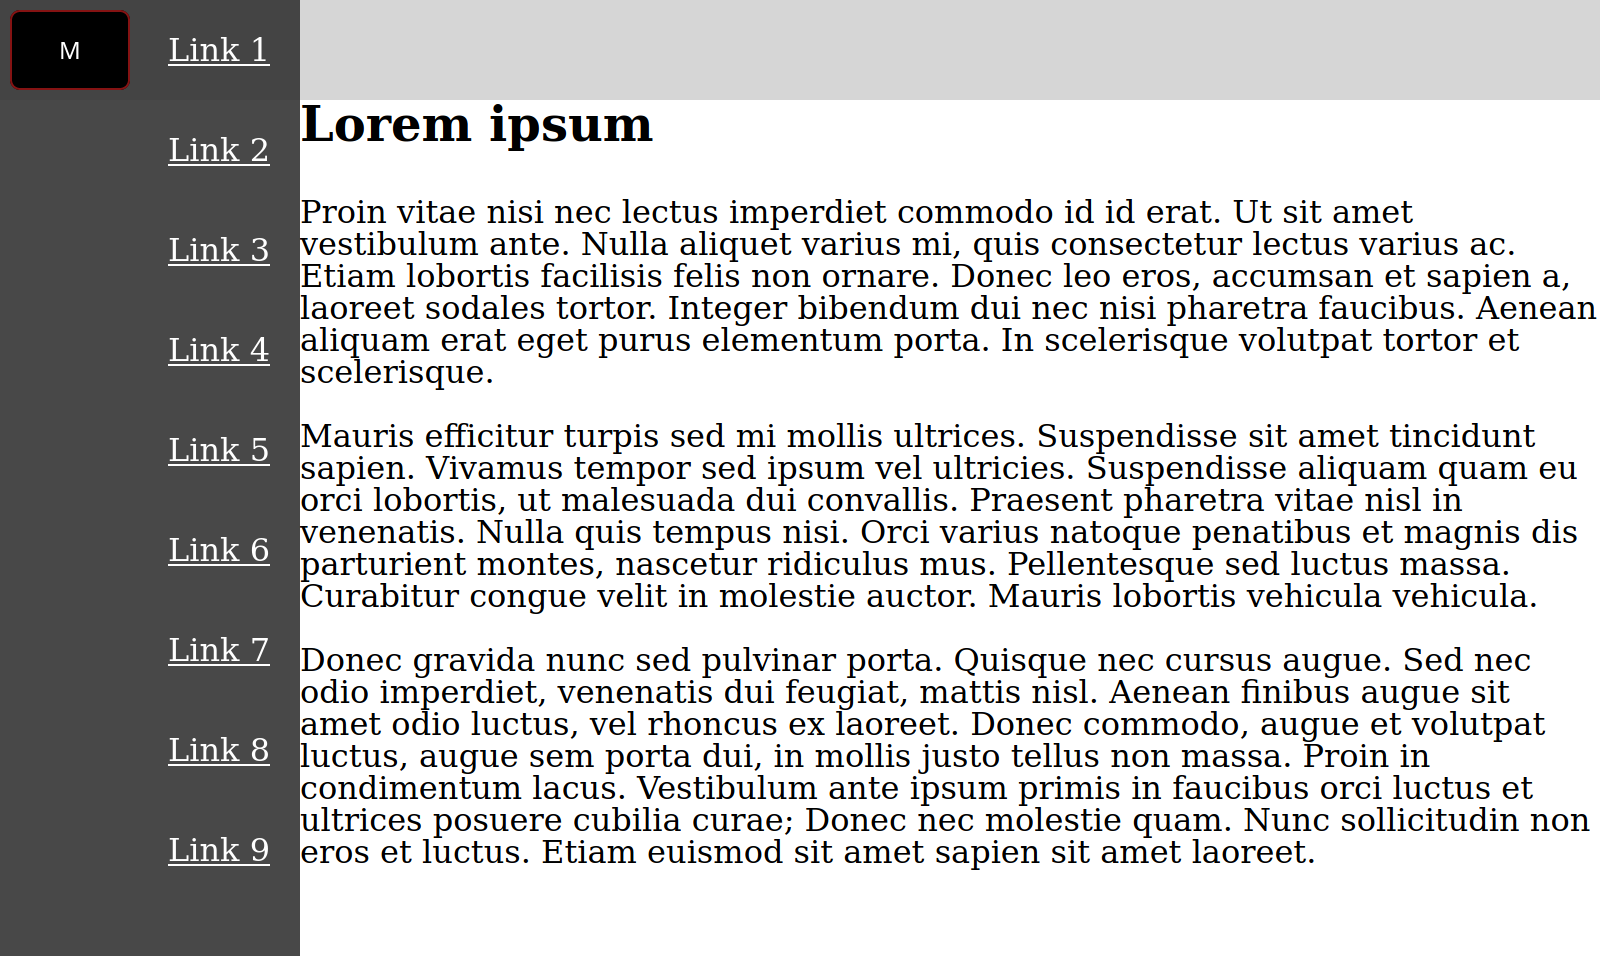 M
Link 1
Link 2
Link 3
Link 4
Link 5
Link 6
Link 7
Link 8
Link 9
Lorem ipsum
Proin vitae nisi nec lectus imperdiet commodo id id erat. Ut sit amet
vestibulum ante. Nulla aliquet varius mi, quis consectetur lectus varius ac.
Etiam lobortis facilisis felis non ornare. Donec leo eros, accumsan et sapien a,
laoreet sodales tortor. Integer bibendum dui nec nisi pharetra faucibus. Aenean
aliquam erat eget purus elementum porta. In scelerisque volutpat tortor et
scelerisque.
Mauris efficitur turpis sed mi mollis ultrices. Suspendisse sit amet tincidunt
sapien. Vivamus tempor sed ipsum vel ultricies. Suspendisse aliquam quam eu
orci lobortis, ut malesuada dui convallis. Praesent pharetra vitae nisl in
venenatis. Nulla quis tempus nisi. Orci varius natoque penatibus et magnis dis
parturient montes, nascetur ridiculus mus. Pellentesque sed luctus massa.
Curabitur congue velit in molestie auctor. Mauris lobortis vehicula vehicula.
Donec gravida nunc sed pulvinar porta. Quisque nec cursus augue. Sed nec
odio imperdiet, venenatis dui feugiat, mattis nisl. Aenean finibus augue sit
amet odio luctus, vel rhoncus ex laoreet. Donec commodo, augue et volutpat
luctus, augue sem porta dui, in mollis justo tellus non massa. Proin in
condimentum lacus. Vestibulum ante ipsum primis in faucibus orci luctus et
ultrices posuere cubilia curae; Donec nec molestie quam. Nunc sollicitudin non
eros et luctus. Etiam euismod sit amet sapien sit amet laoreet.